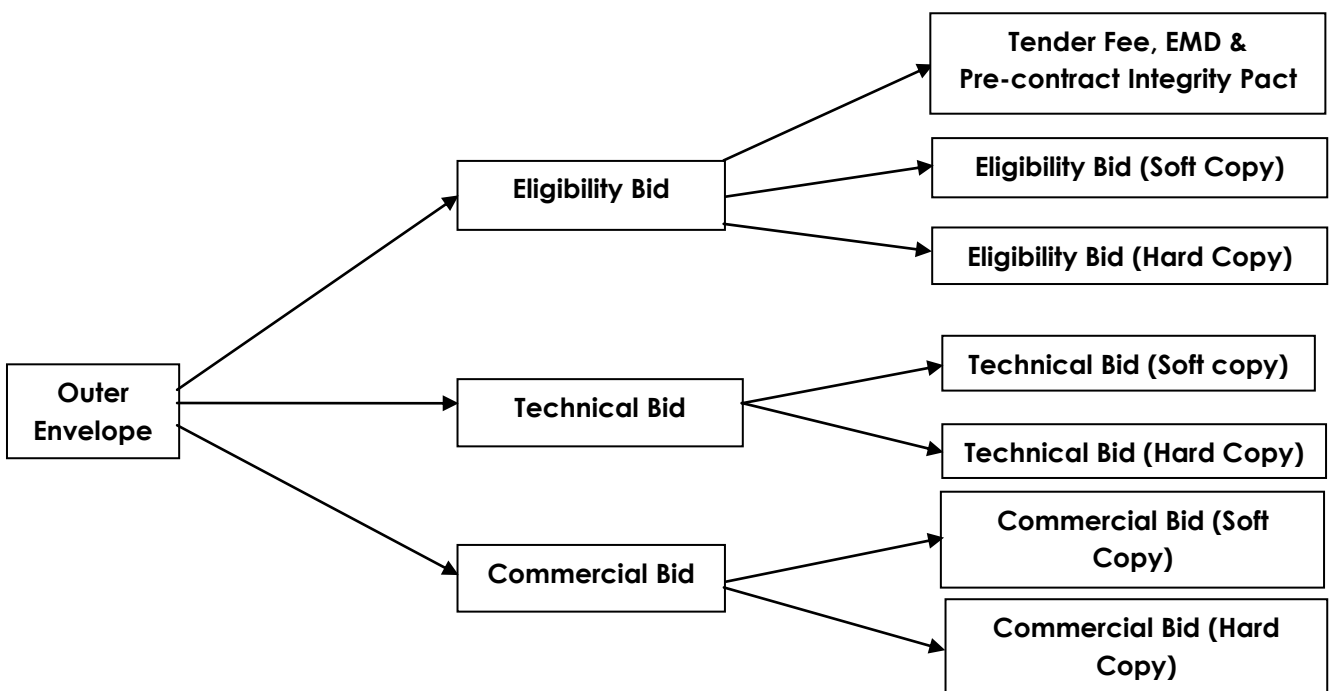 Tender Fee, EMD &
Pre-contract Integrity Pact
Eligibility Bid
Eligibility Bid (Soft Copy)
Eligibility Bid (Hard Copy)
Outer
Envelope
Technical Bid
Technical Bid (Soft copy)
Technical Bid (Hard Copy)
Commercial Bid
Commercial Bid (Soft
Copy)
Commercial Bid (Hard
Copy)